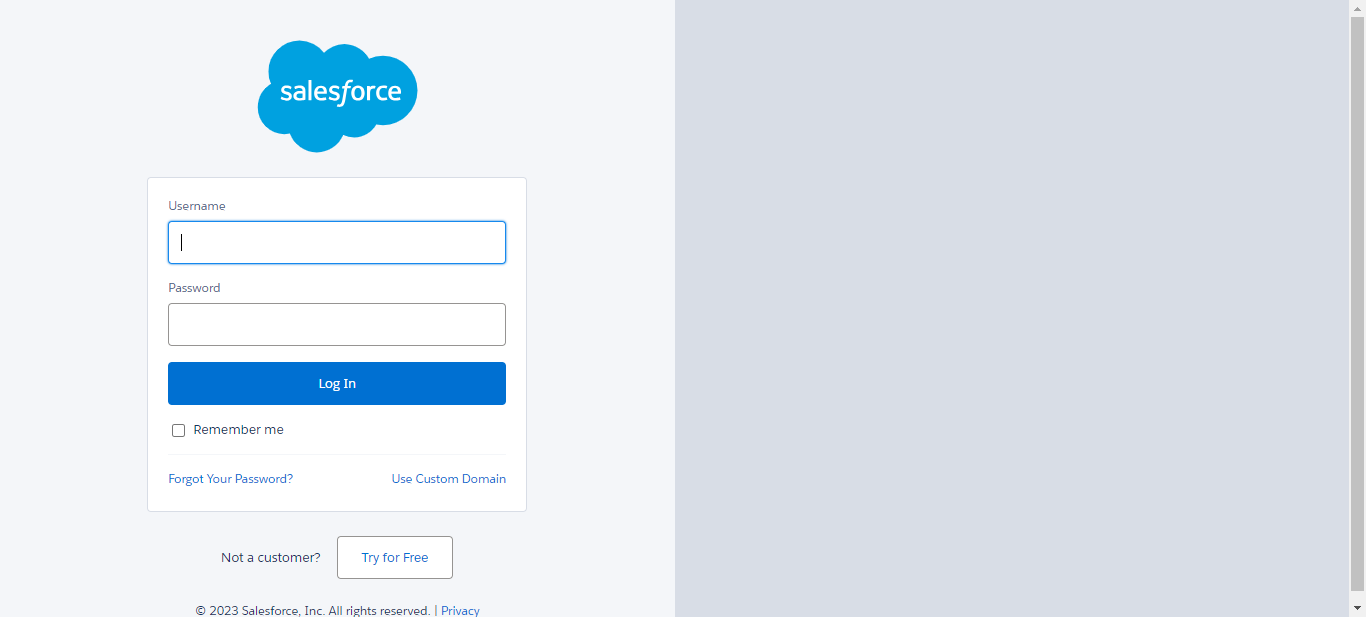 salesforce
Username
Password
Log In
Remember me
Forgot Your Password? Use Custom Domain
Not a customer? Try for Free
© 2023 Salesforce, Inc. All rights reserved. | Privacy